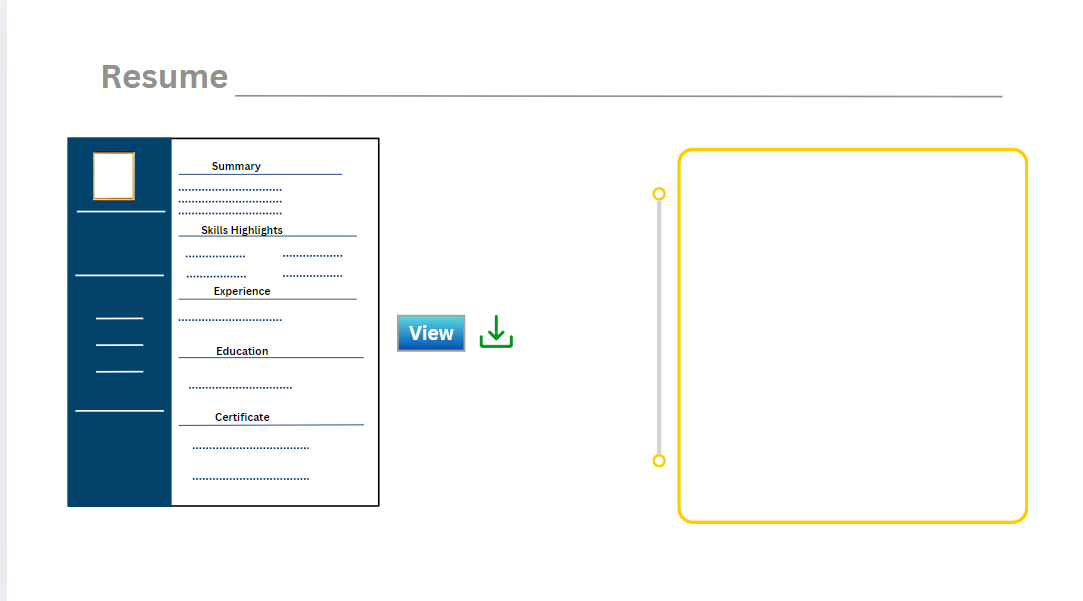 Resume
Summary
Skills Highlights
Experience
Education
Certificate
View